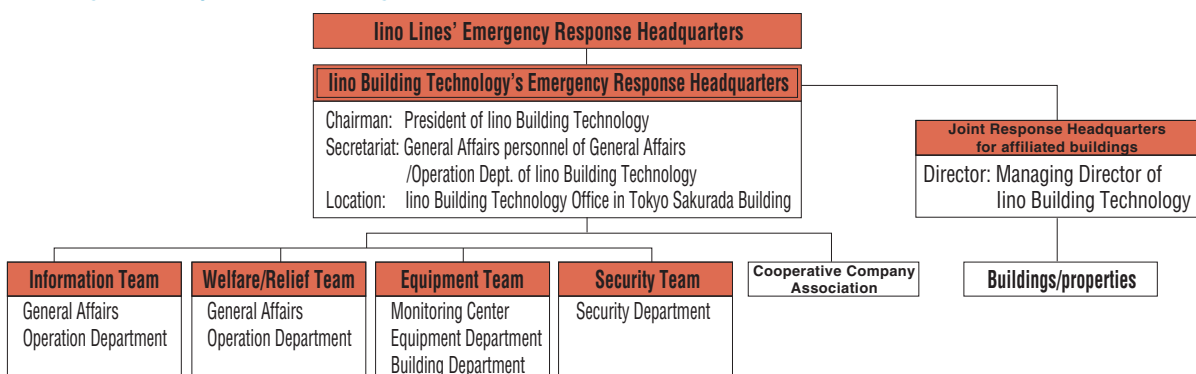 Iino Lines' Emergency Response Headquarters
Iino Building Technology's Emergency Response Headquarters
Chairman: President of Iino Building Technology
Secretariat: General Affairs personnel of General Affairs
/Operation Dept. of Iino Building Technology
Location: Iino Building Technology Office in Tokyo Sakurada Building
Joint Response Headquarters
for affiliated buildings
Director: Managing Director of
Iino Building Technology
Information Team
General Affairs
Operation Department
Welfare/Relief Team
General Affairs
Operation Department
Equipment Team
Monitoring Center
Equipment Department
Building Department
Security Team
Security Department
Cooperative Company
Association
Buildings/properties